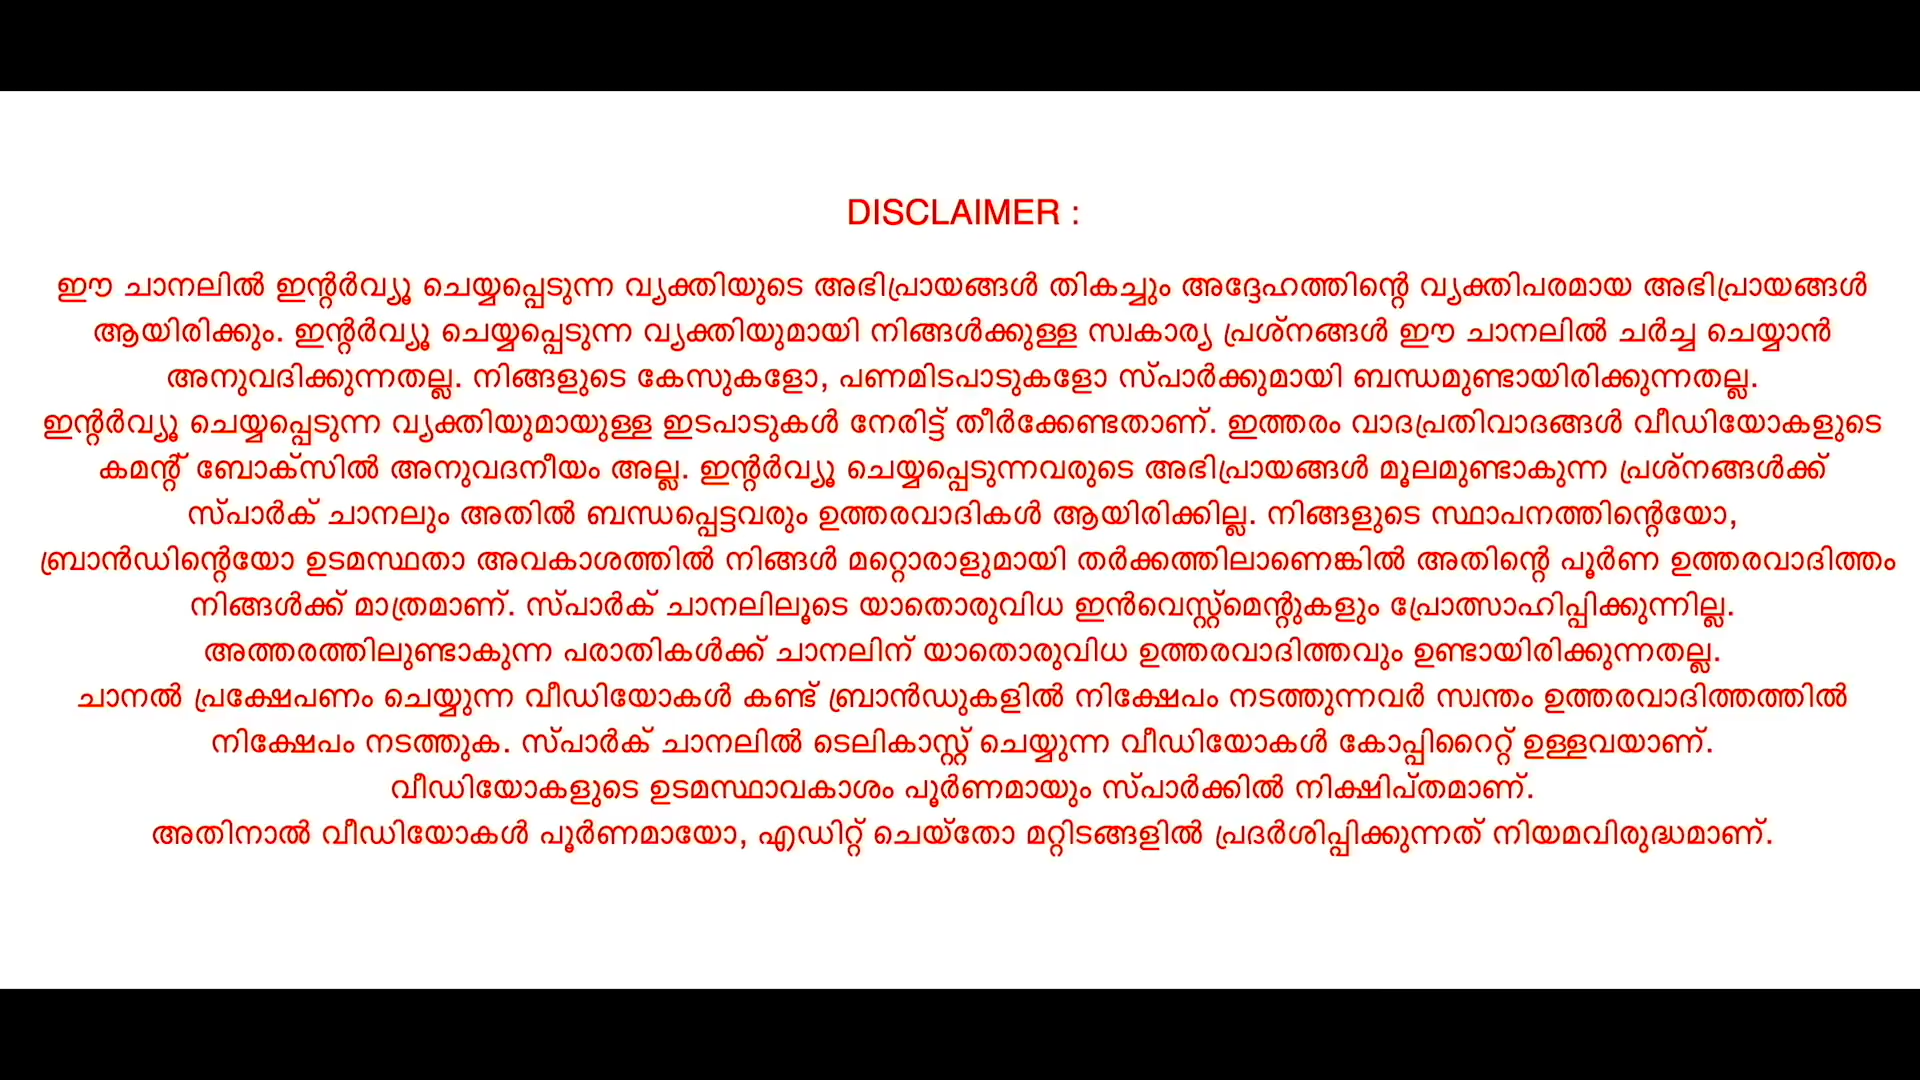 DISCLAIMER :
ഈ ചാനലിൽ ഇന്റർവ്യൂ ചെയ്യപ്പെടുന്ന വ്യക്തിയുടെ അഭിപ്രായങ്ങൾ തികച്ചും അദ്ദേഹത്തിന്റെ വ്യക്തിപരമായ അഭിപ്രായങ്ങൾ
ആയിരിക്കും. ഇന്റർവ്യൂ ചെയ്യപ്പെടുന്ന വ്യക്തിയുമായി നിങ്ങൾക്കുള്ള സ്വകാര്യ പ്രശ്നങ്ങൾ ഈ ചാനലിൽ ചർച്ച ചെയ്യാൻ
അനുവദിക്കുന്നതല്ല. നിങ്ങളുടെ കേസുകളോ, പണമിടപാടുകളോ സ്പാർക്കുമായി ബന്ധമുണ്ടായിരിക്കുന്നതല്ല.
ഇന്റർവ്യൂ ചെയ്യപ്പെടുന്ന വ്യക്തിയുമായുള്ള ഇടപാടുകൾ നേരിട്ട് തീർക്കേണ്ടതാണ്. ഇത്തരം വാദപ്രതിവാദങ്ങൾ വീഡിയോകളുടെ
കമന്റ് ബോക്സിൽ അനുവദനീയം അല്ല. ഇന്റർവ്യൂ ചെയ്യപ്പെടുന്നവരുടെ അഭിപ്രായങ്ങൾ മൂലമുണ്ടാകുന്ന പ്രശ്നങ്ങൾക്ക്
സ്പാർക് ചാനലും അതിൽ ബന്ധപ്പെട്ടവരും ഉത്തരവാദികൾ ആയിരിക്കില്ല. നിങ്ങളുടെ സ്ഥാപനത്തിന്റെയോ,
ബ്രാൻഡിന്റെയോ ഉടമസ്ഥതാ അവകാശത്തിൽ നിങ്ങൾ മറ്റൊരാളുമായി തർക്കത്തിലാണെങ്കിൽ അതിന്റെ പൂർണ ഉത്തരവാദിത്തം
നിങ്ങൾക്ക് മാത്രമാണ്. സ്പാർക് ചാനലിലൂടെ യാതൊരുവിധ ഇൻവെസ്റ്റ്മെന്റുകളും പ്രോത്സാഹിപ്പിക്കുന്നില്ല.
അത്തരത്തിലുണ്ടാകുന്ന പരാതികൾക്ക് ചാനലിന് യാതൊരുവിധ ഉത്തരവാദിത്തവും ഉണ്ടായിരിക്കുന്നതല്ല.
ചാനൽ പ്രക്ഷേപണം ചെയ്യുന്ന വീഡിയോകൾ കണ്ട് ബ്രാൻഡുകളിൽ നിക്ഷേപം നടത്തുന്നവർ സ്വന്തം ഉത്തരവാദിത്തത്തിൽ
നിക്ഷേപം നടത്തുക. സ്പാർക് ചാനലിൽ ടെലികാസ്റ്റ് ചെയ്യുന്ന വീഡിയോകൾ കോപ്പിറൈറ്റ് ഉള്ളവയാണ്.
വീഡിയോകളുടെ ഉടമസ്ഥാവകാശം പൂർണമായും സ്പാർക്കിൽ നിക്ഷിപ്തമാണ്.
അതിനാൽ വീഡിയോകൾ പൂർണമായോ, എഡിറ്റ് ചെയ്തോ മറ്റിടങ്ങളിൽ പ്രദർശിപ്പിക്കുന്നത് നിയമവിരുദ്ധമാണ്.